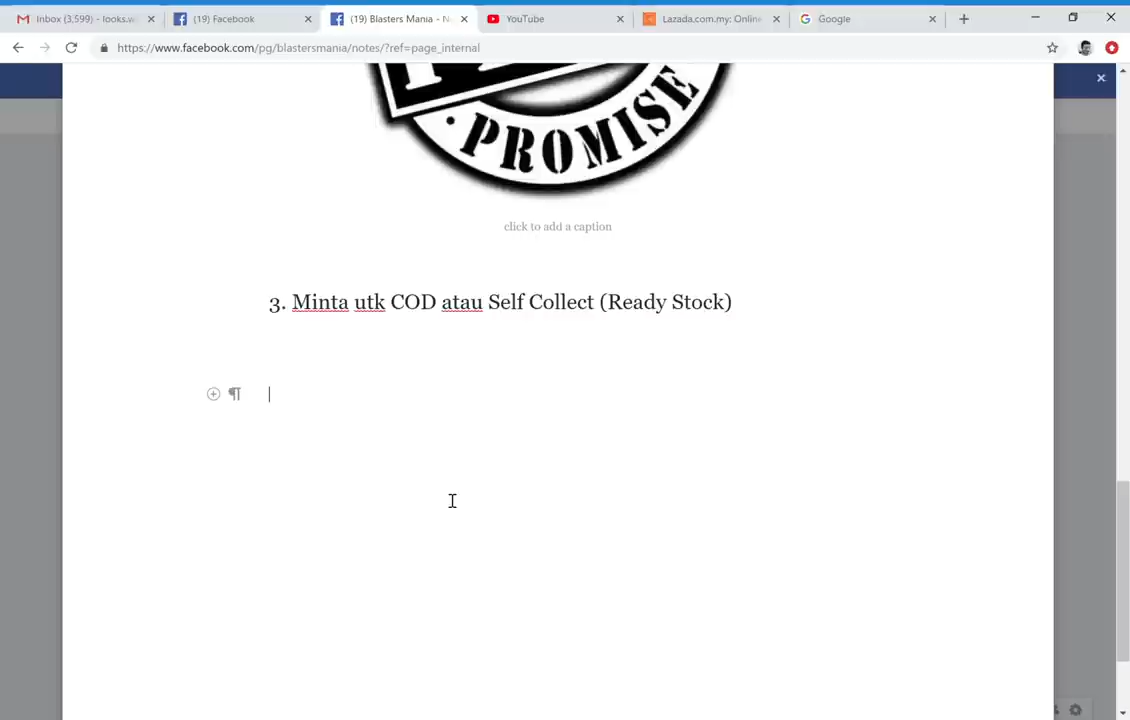 Inbox (3,599) - looks.w
(19) Facebook
(19) Blasters Mania - N
YouTube
Lazada.com.my: Online
Google
https://www.facebook.com/pg/blastersmania/notes/?ref=page_internal
· PROMISE
click to add a caption
3. Minta utk COD atau Self Collect (Ready Stock)